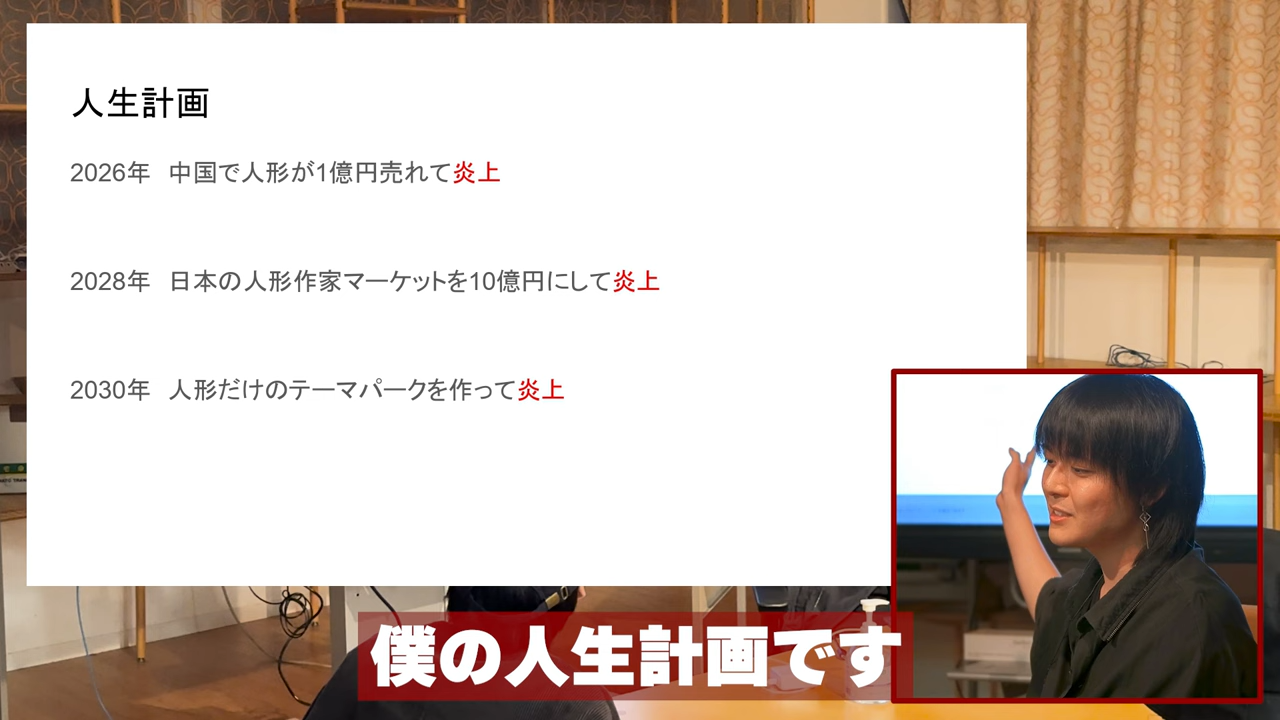 人生計画
2026年 中国で人形が1億円売れて炎上
2028年 日本の人形作家マーケットを10億円にして炎上
2030年 人形だけのテーマパークを作って炎上
僕の人生計画です